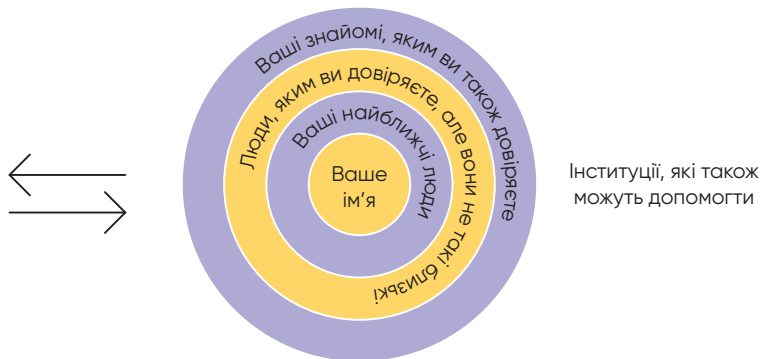 Ваші знайомі, яким ви також довіряєте
Люди, яким ви довіряєте, але вони не такі близькі
Ваші найближчі люди
Ваше
ім'я
Інституції, які також
можуть допомогти